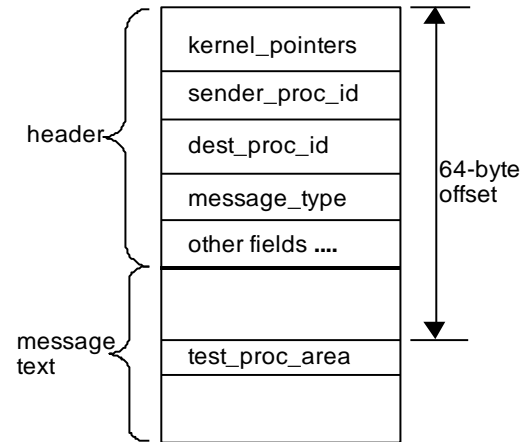 kernel_pointers
sender_proc_id
header
dest_proc_id
64-byte
offset
message_type
other fields ....
message
text
test_proc_area